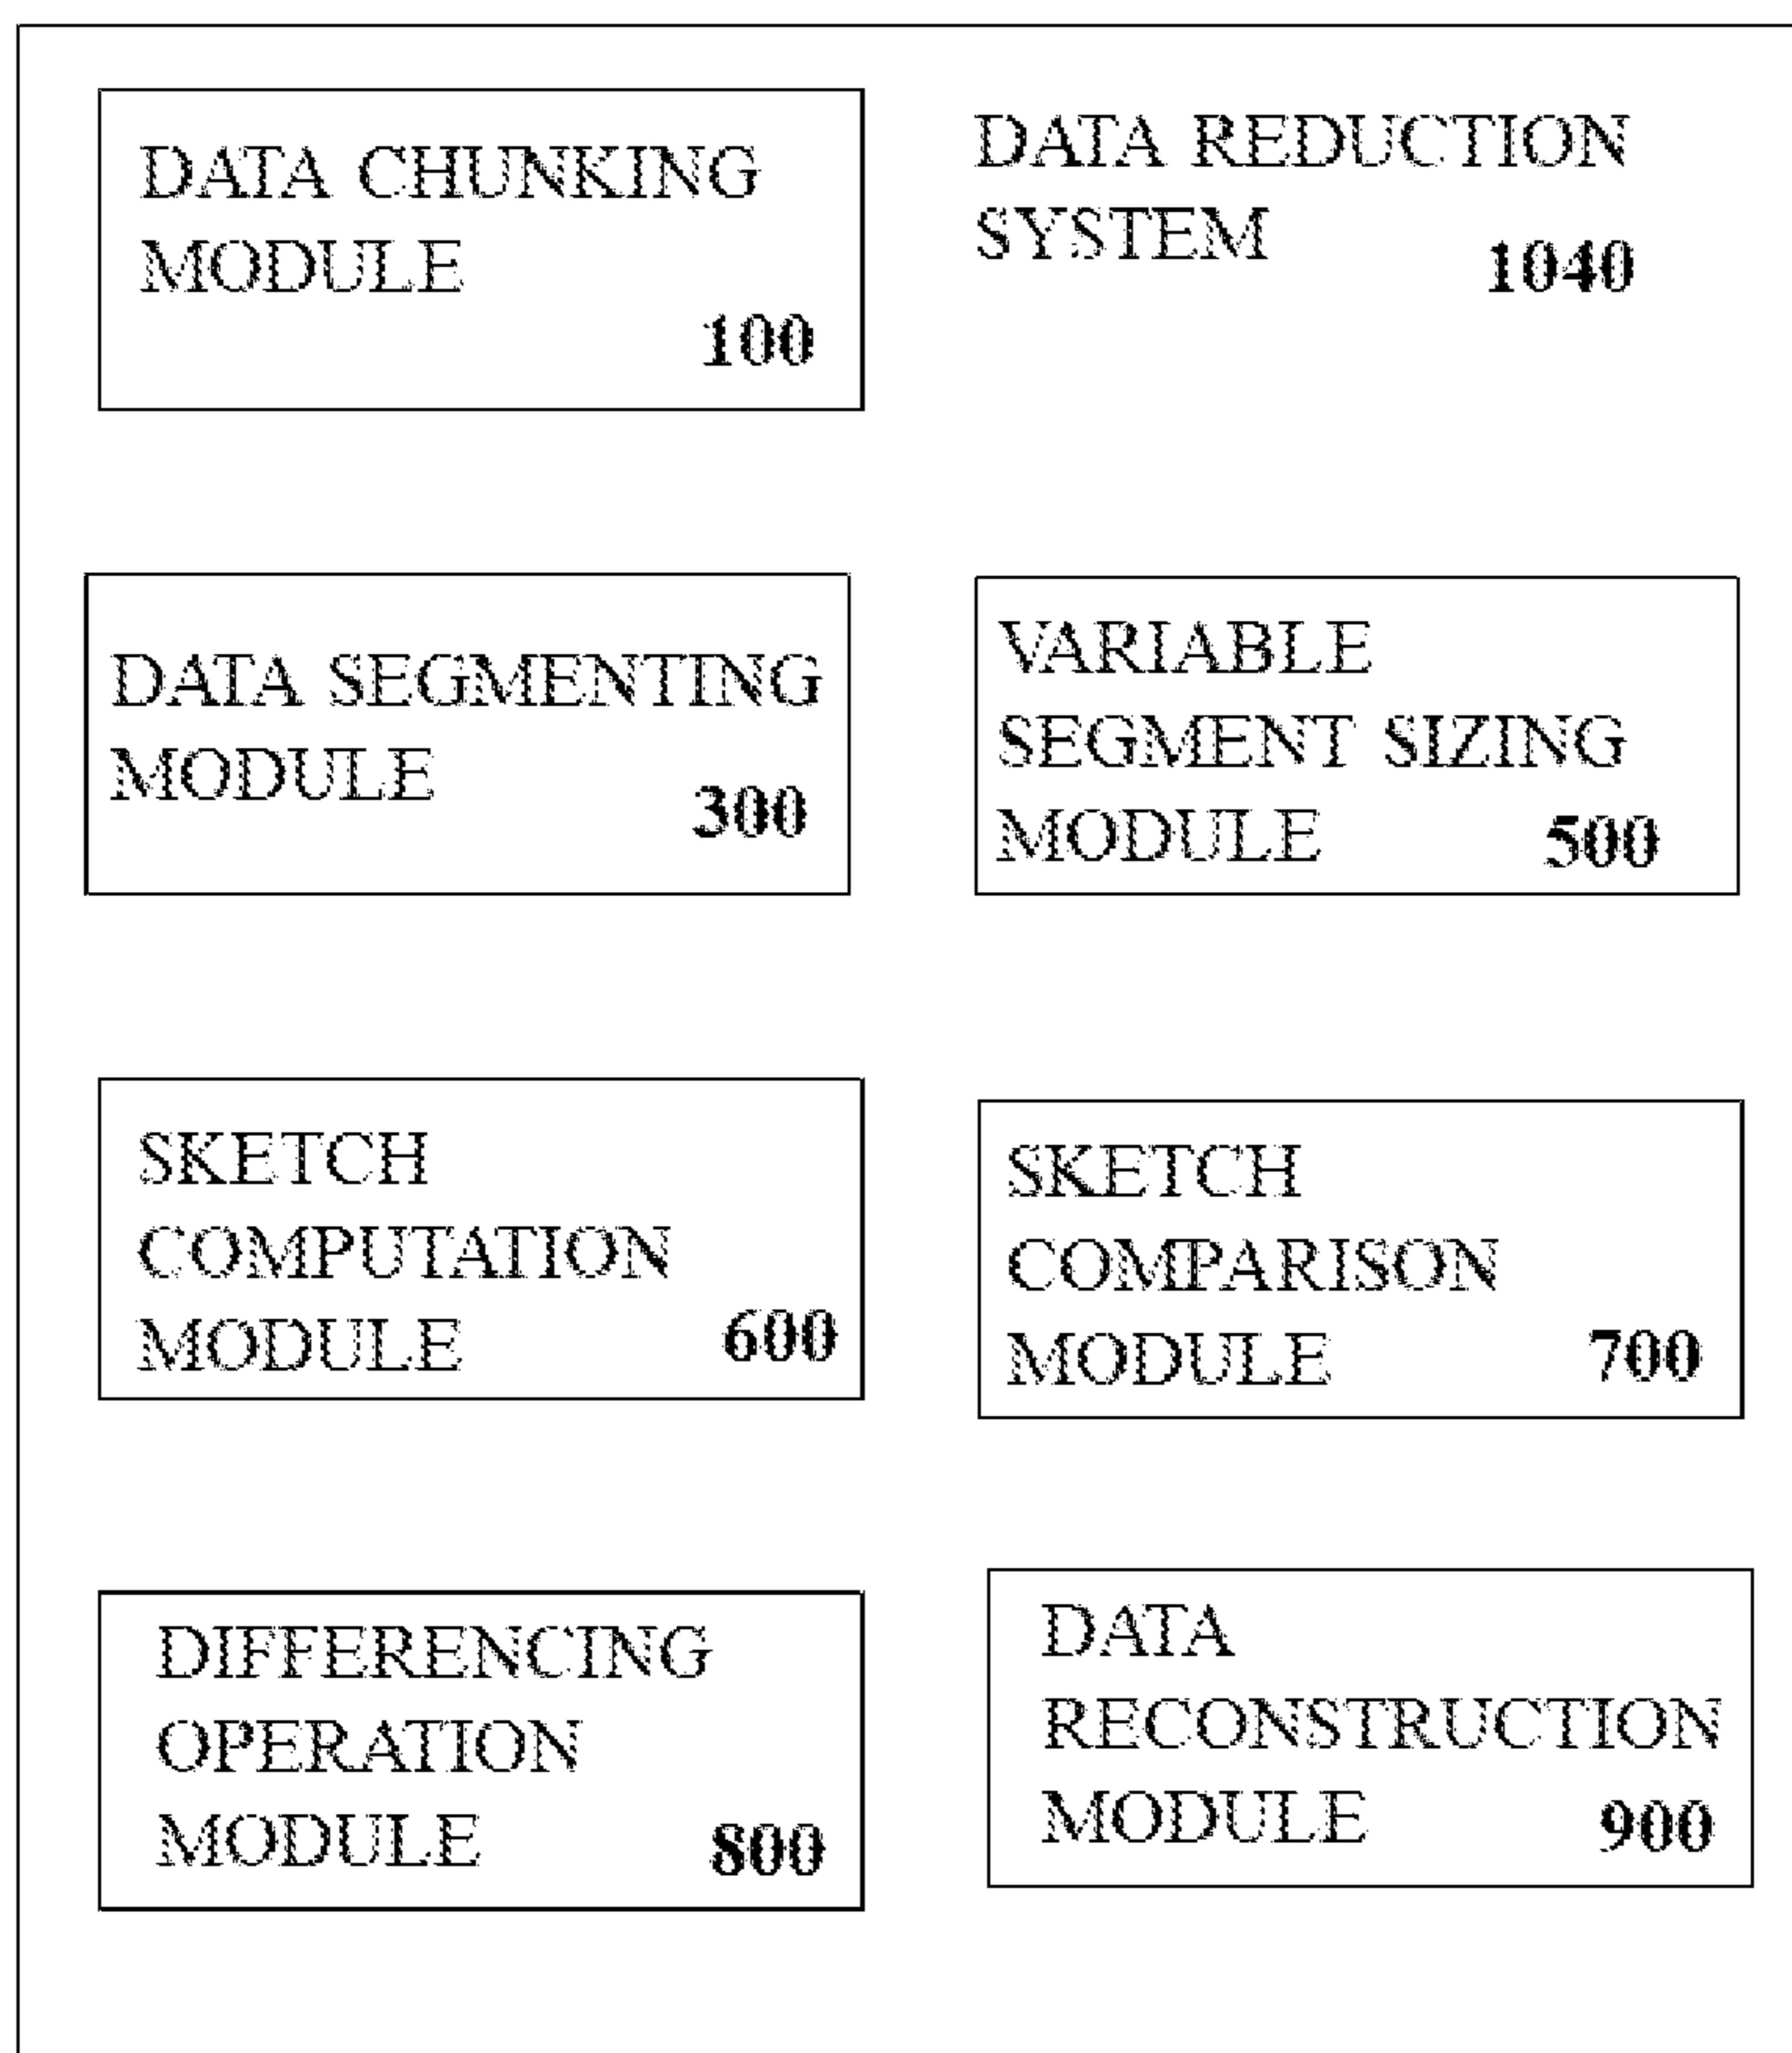 DATA CHUNKING
MODULE
100
DATA REDUCTION
SYSTEM
1040
DATA SEGMENTING
MODULE
300
VARIABLE
SEGMENT SIZING
MODULE 500
SKETCH
COMPUTATION
MODULE 600
SKETCH
COMPARISON
MODULE 700
DIFFERENCING
OPERATION
MODULE 800
DATA
RECONSTRUCTION
MODULE 900